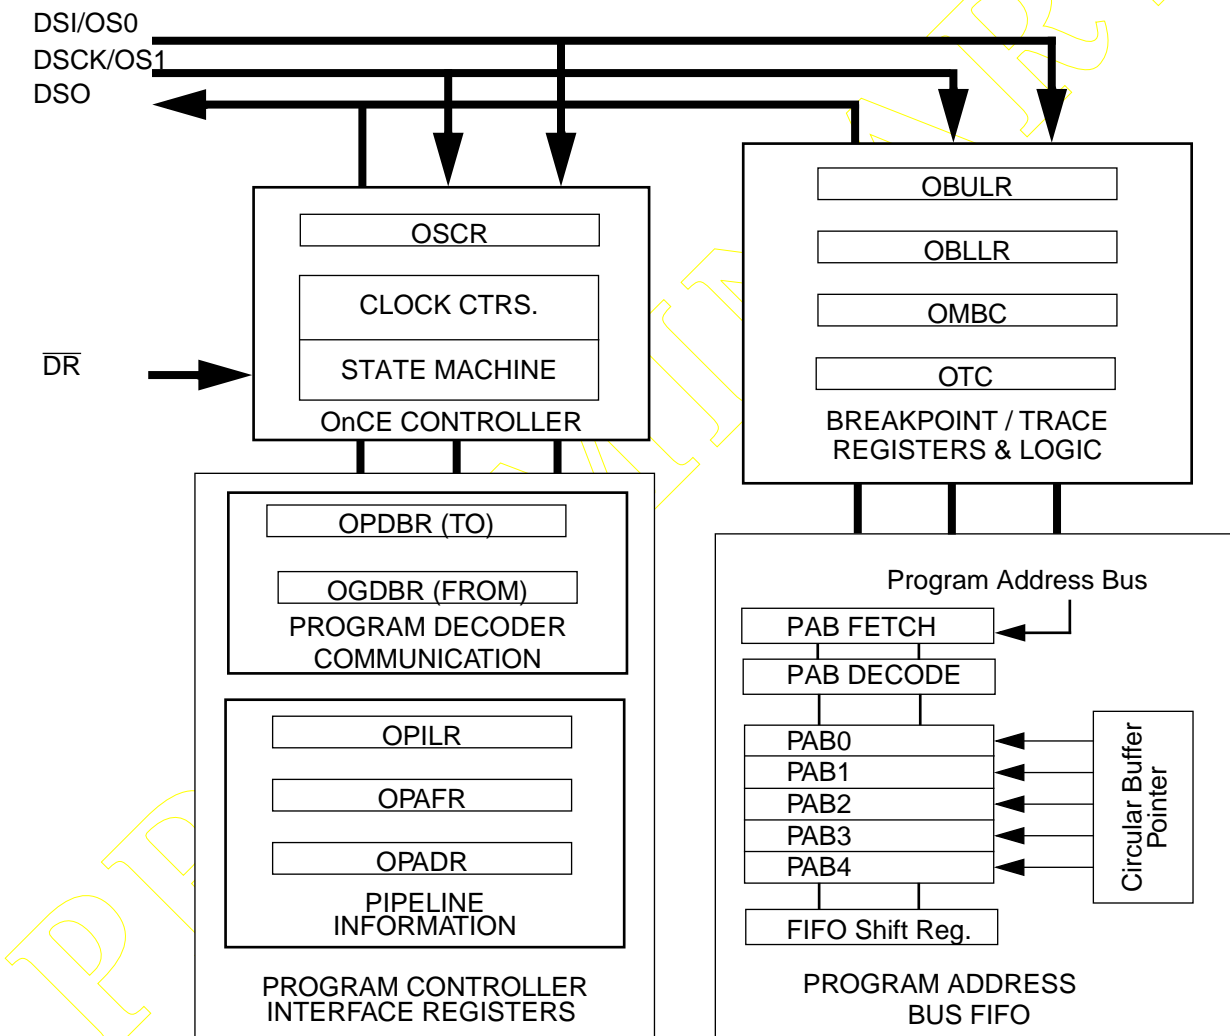 DSI/OS0
DSCK/OS1
DSO
DR
OSCR
CLOCK CTRS.
STATE MACHINE
OnCE CONTROLLER
OBULR
OBLLR
OMBC
OTC
BREAKPOINT / TRACE
REGISTERS & LOGIC
OPDBR (TO)
OGDBR (FROM)
PROGRAM DECODER
COMMUNICATION
OPILR
OPAFR
OPADR
PIPELINE
INFORMATION
PROGRAM CONTROLLER
INTERFACE REGISTERS
Program Address Bus
PAB FETCH
PAB DECODE
PAB0
PAB1
PAB2
PAB3
PAB4
Circular Buffer
Pointer
FIFO Shift Reg.
PROGRAM ADDRESS
BUS FIFO